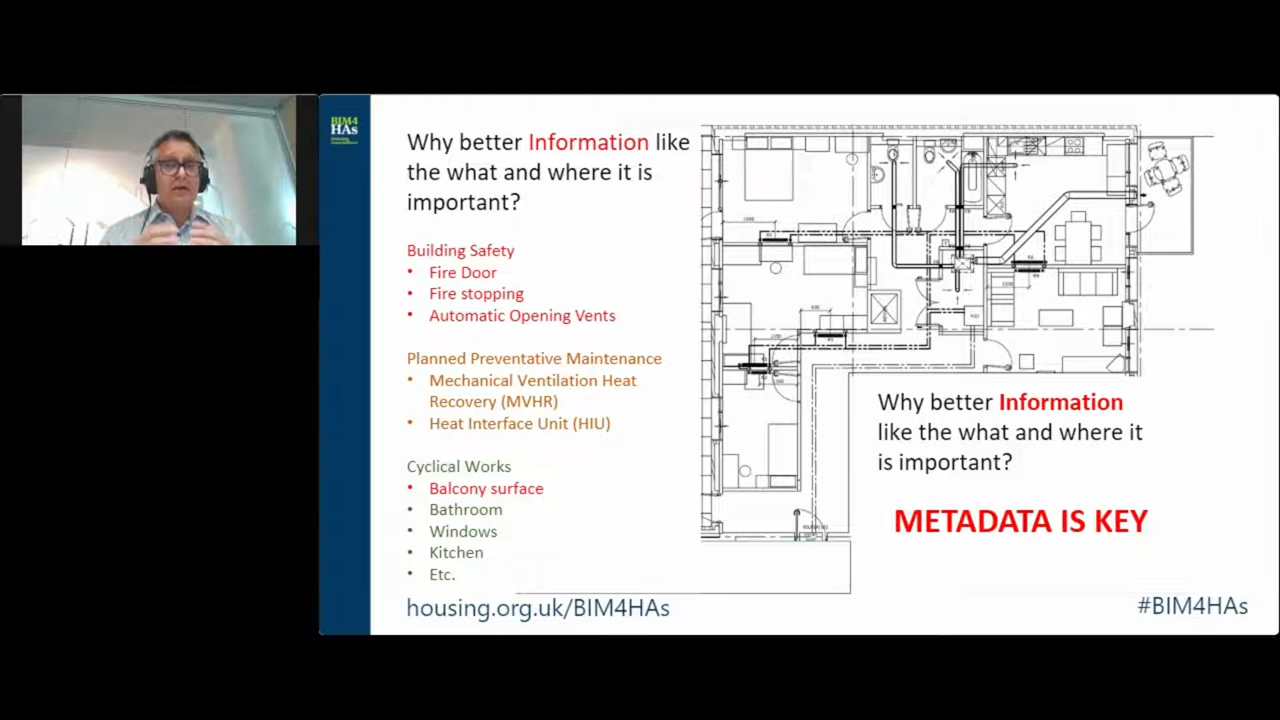 BIM4
HAs
Why better Information like
the what and where it is
important?
Building Safety
• Fire Door
• Fire stopping
• Automatic Opening Vents
Planned Preventative Maintenance
• Mechanical Ventilation Heat
Recovery (MVHR)
• Heat Interface Unit (HIU)
Cyclical Works
• Balcony surface
• Bathroom
• Windows
• Kitchen
• Etc.
Why better Information
like the what and where it
is important?
METADATA IS KEY
housing.org.uk/BIM4HAs
#BIM4HAs